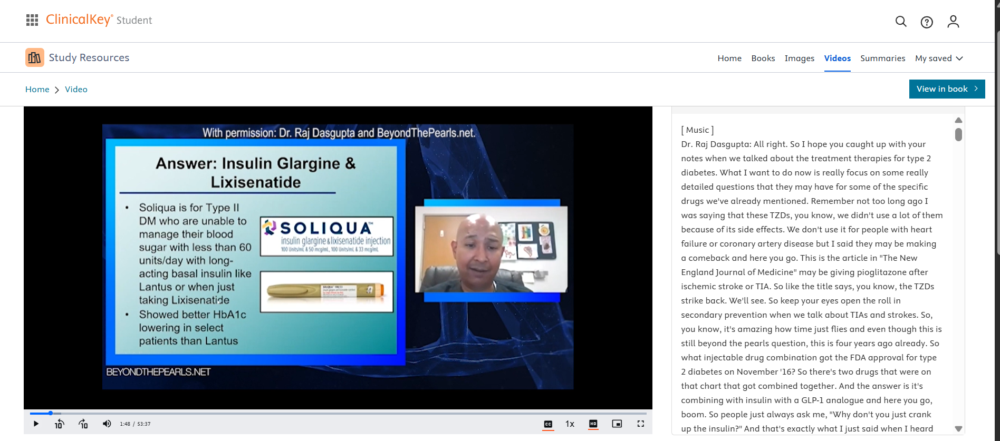 ClinicalKey® Student
Study Resources
Home Books Images Videos Summaries My saved
Home > Video
View in book >
With permission: Dr. Raj Dasgupta and BeyondThePearls.net.
Answer: Insulin Glargine &
Lixisenatide
• Soliqua is for Type II
DM who are unable to
manage their blood
sugar with less than 60
units/day with long-
acting basal insulin like
Lantus or when just
taking Lixisenatide
• Showed better HbA1c
lowering in select
patients than Lantus
SOLIQUA™
insulin glargine & lixisenatide injection
100 Units/mL & 50 mcg/mL, 100 Units/mL & 33 mcg/mL
BEYONDTHEPEARLS.NET
10 10 1:48 / 53:37 CC 1x HD
[ Music ]
Dr. Raj Dasgupta: All right. So I hope you caught up with your
notes when we talked about the treatment therapies for type 2
diabetes. What I want to do now is really focus on some really
detailed questions that they may have for some of the specific
drugs we've already mentioned. Remember not too long ago I
was saying that these TZDs, you know, we didn't use a lot of them
because of its side effects. We don't use it for people with heart
failure or coronary artery disease but I said they may be making
a comeback and here you go. This is the article in "The New
England Journal of Medicine" may be giving pioglitazone after
ischemic stroke or TIA. So like the title says, you know, the TZDs
strike back. We'll see. So keep your eyes open the roll in
secondary prevention when we talk about TIAs and strokes. So,
you know, it's amazing how time just flies and even though this is
still beyond the pearls question, this is four years ago already. So
what injectable drug combination got the FDA approval for type
2 diabetes on November '16? So there's two drugs that were on
that chart that got combined together. And the answer is it's
combining with insulin with a GLP-1 analogue and here you go,
boom. So people just always ask me, "Why don't you just crank
up the insulin?" And that's exactly what I just said when I heard